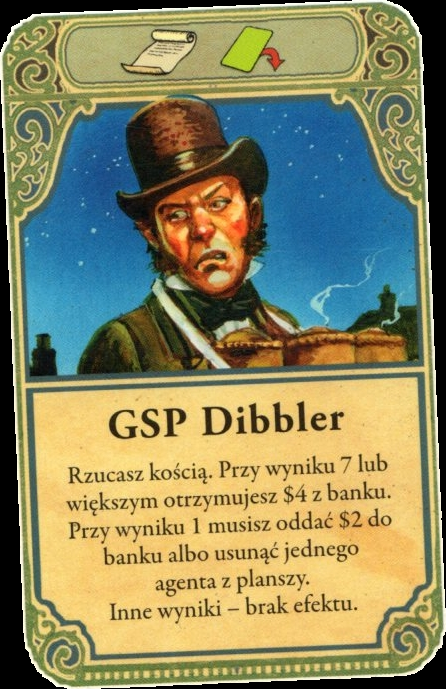 GSP Dibbler
Rzucasz kością. Przy wyniku 7 lub
większym otrzymujesz $4 z banku.
Przy wyniku 1 musisz oddać $2 do
banku albo usunąć jednego
agenta z planszy.
Inne wyniki – brak efektu.